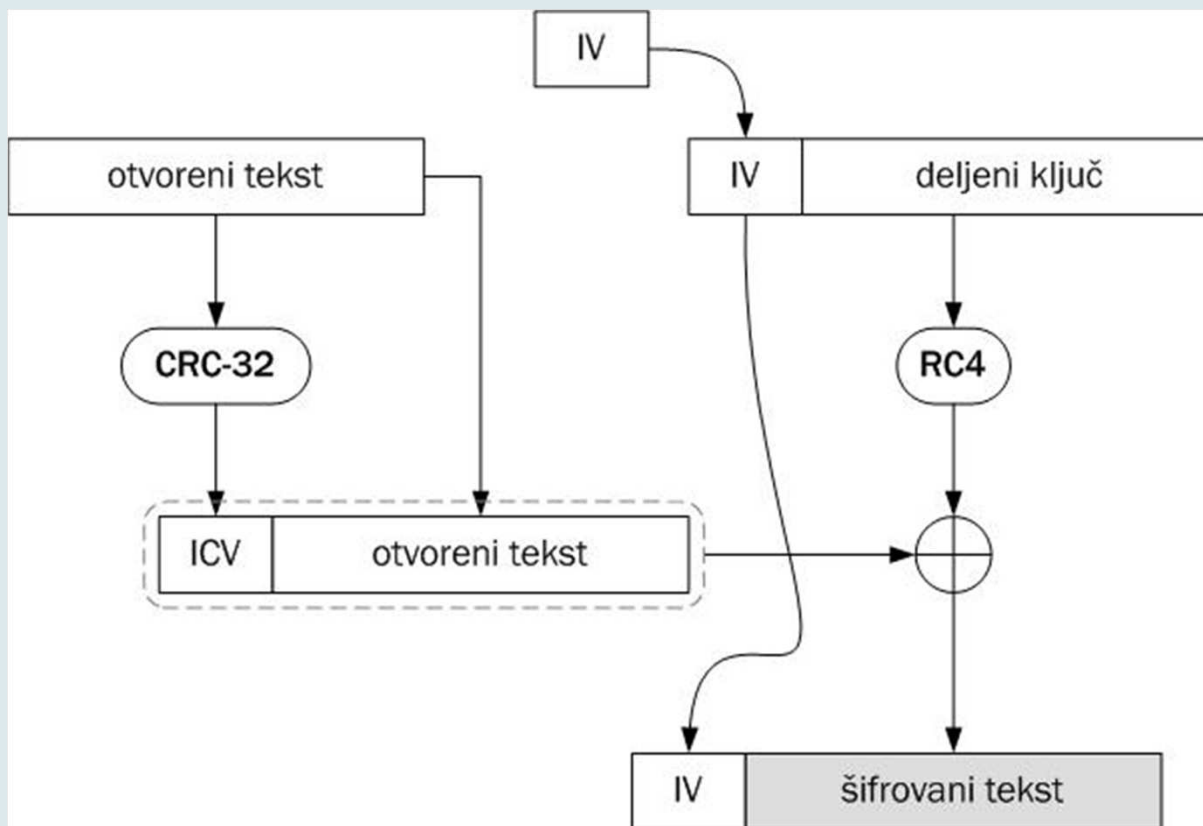 IV
otvoreni tekst
IV
deljeni ključ
CRC-32
RC4
ICV
otvoreni tekst
IV
šifrovani tekst